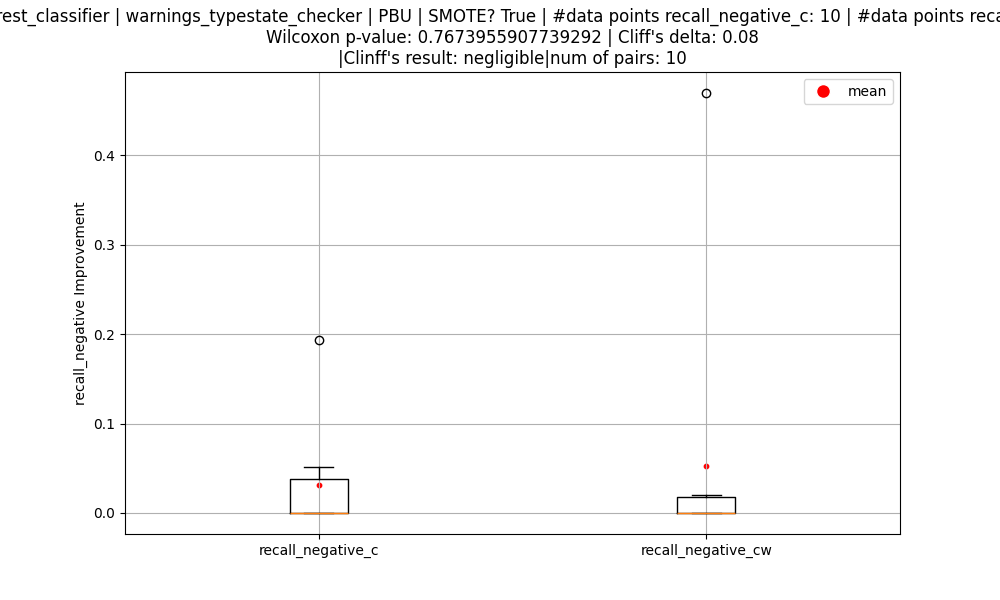 rest_classifier | warnings_typestate_checker | PBU | SMOTE? True | #data points recall_negative_c: 10 | #data points reca
Wilcoxon p-value: 0.7673955907739292 | Cliff's delta: 0.08
|Clinff's result: negligible|num of pairs: 10
mean
0.4
0.3
0.2
0.1
0.0
recall_negative Improvement
recall_negative_c
recall_negative_cw